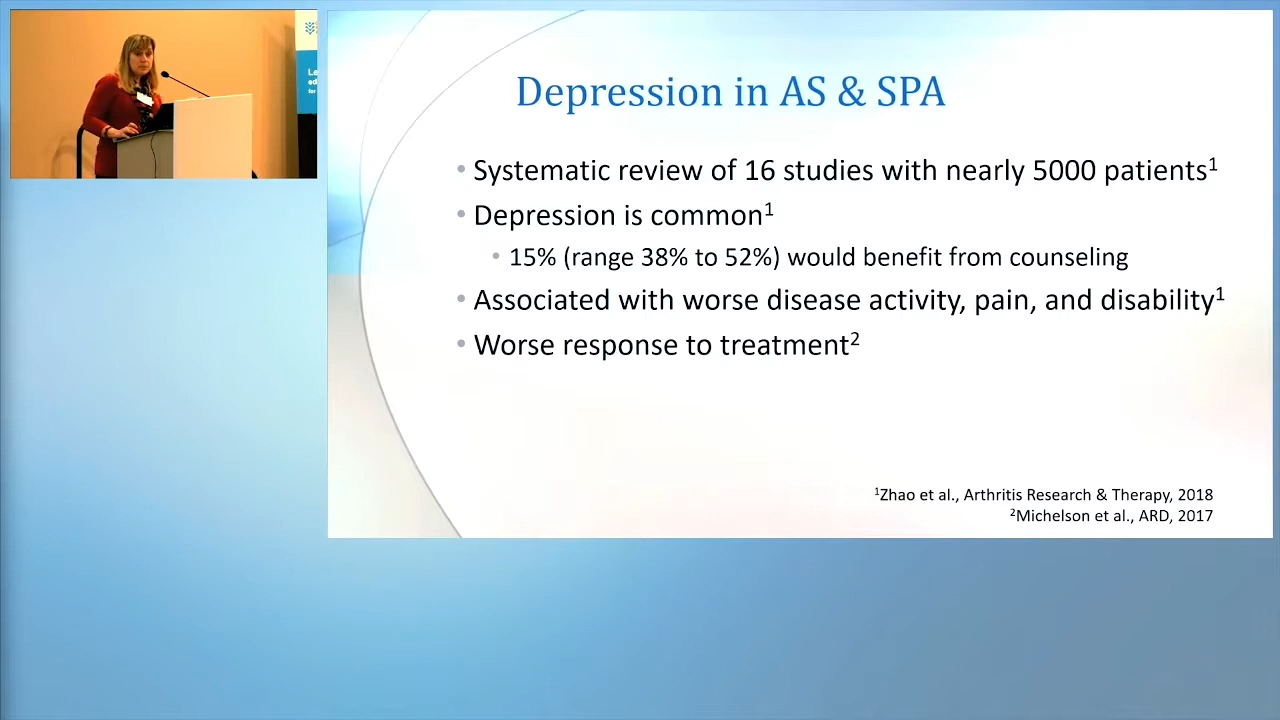 Depression in AS & SPA
• Systematic review of 16 studies with nearly 5000 patients¹
• Depression is common¹
• 15% (range 38% to 52%) would benefit from counseling
• Associated with worse disease activity, pain, and disability¹
• Worse response to treatment²
¹Zhao et al., Arthritis Research & Therapy, 2018
²Michelson et al., ARD, 2017